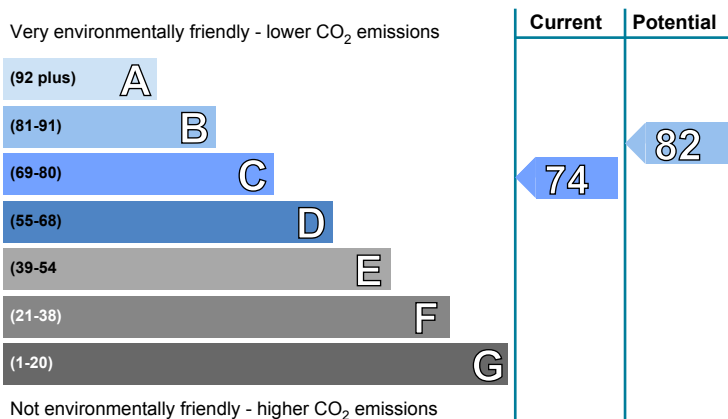 Very environmentally friendly - lower CO2 emissions
Current
Potential
(92 plus) A
(81-91) B
(69-80) C
(55-68) D
(39-54 E
(21-38) F
(1-20) G
74
82
Not environmentally friendly - higher CO2 emissions